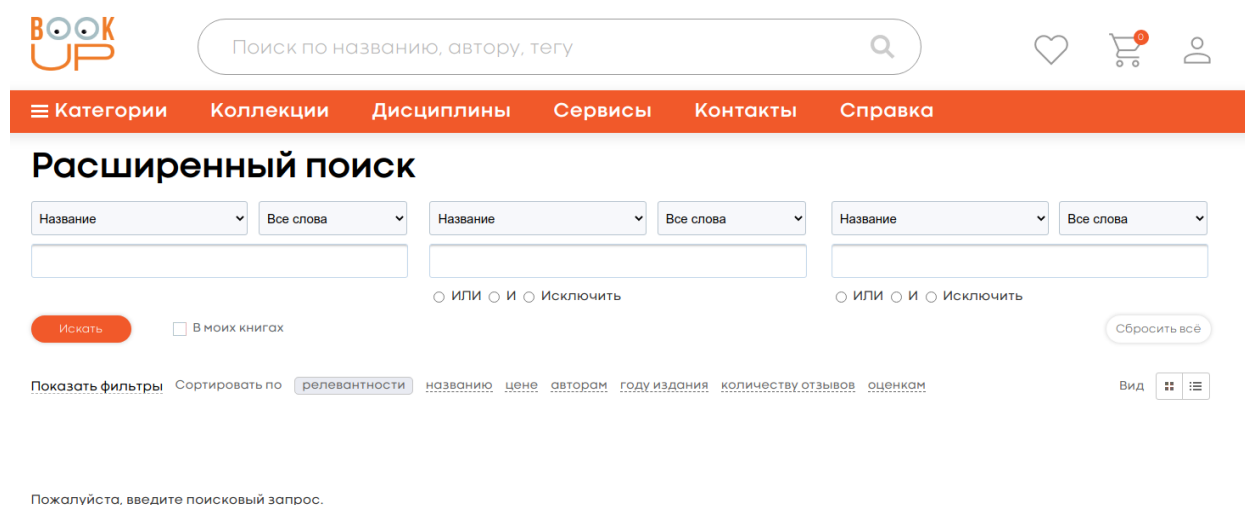 BOOK UP
Поиск по названию, автору, тегу
0
Категории Коллекции Дисциплины Сервисы Контакты Справка
Расширенный поиск
Название Все слова Название Все слова Название Все слова
ИЛИ И Исключить ИЛИ И Исключить
Искать В моих книгах Сбросить всё
Показать фильтры Сортировать по релевантности названию цене авторам году издания количеству отзывов оценкам Вид
Пожалуйста, введите поисковый запрос.